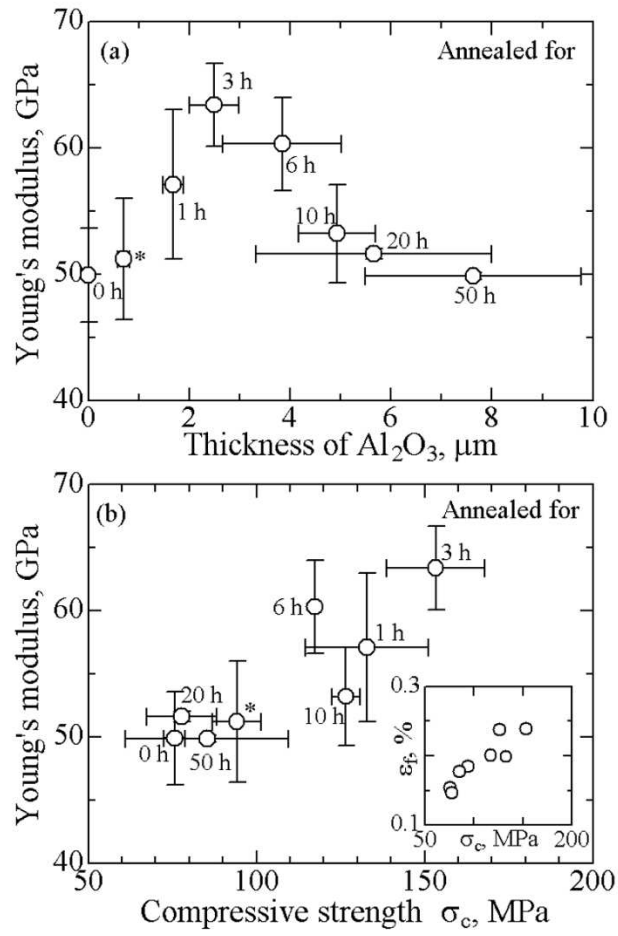 70
(a)
Annealed for
3 h
60
6 h
1 h
10 h
20 h
50
*
0 h
50 h
40
0 2 4 6 8 10
Young's modulus, GPa
Thickness of Al₂O₃, μm
70
(b)
Annealed for
3 h
60
6 h
1 h
10 h
20 h
*
50
0 h
50 h
40
0 100 150 200
Young's modulus, GPa
Compressive strength σc, MPa
0.3
εf, %
0.1
50 σc, MPa 200